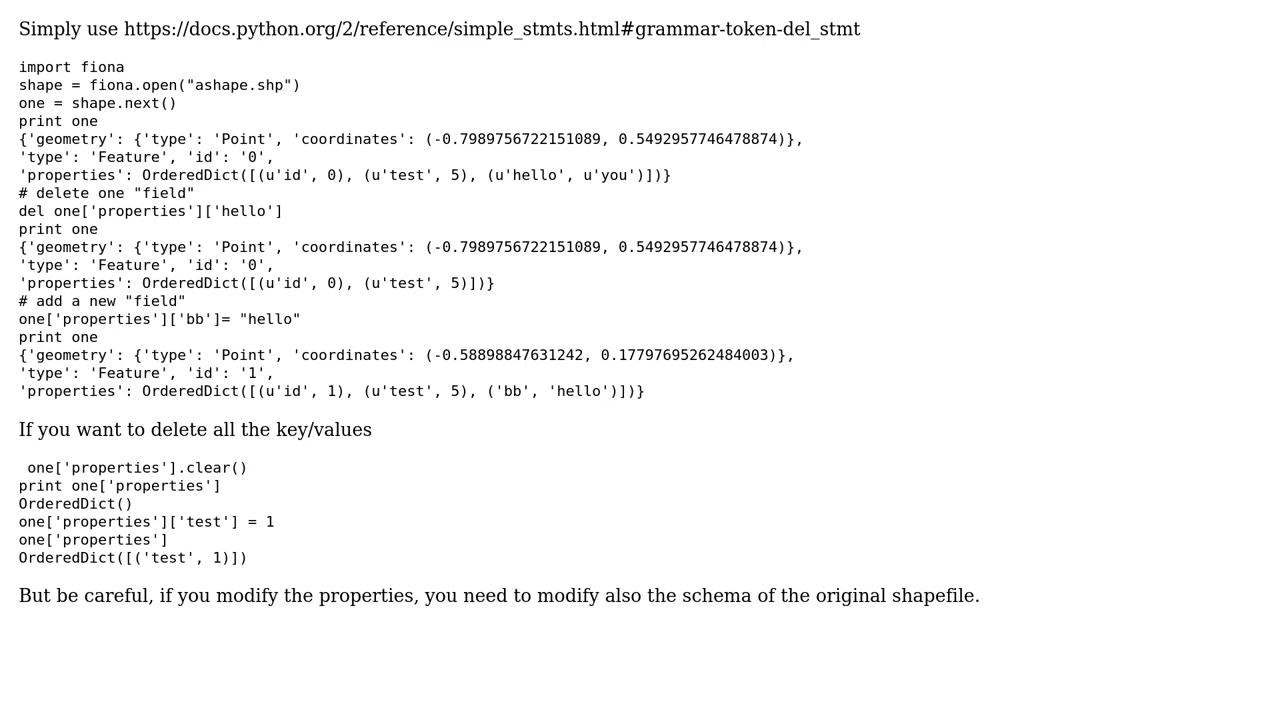 Simply use https://docs.python.org/2/reference/simple_stmts.html#grammar-token-del_stmt
import fiona
shape = fiona.open("ashape.shp")
one = shape.next()
print one
{'geometry': {'type': 'Point', 'coordinates': (-0.7989756722151089, 0.5492957746478874)},
'type': 'Feature', 'id': '0',
'properties': OrderedDict([(u'id', 0), (u'test', 5), (u'hello', u'you')])}
# delete one "field"
del one['properties']['hello']
print one
{'geometry': {'type': 'Point', 'coordinates': (-0.7989756722151089, 0.5492957746478874)},
'type': 'Feature', 'id': '0',
'properties': OrderedDict([(u'id', 0), (u'test', 5)])}
# add a new "field"
one['properties']['bb']= "hello"
print one
{'geometry': {'type': 'Point', 'coordinates': (-0.58898847631242, 0.17797695262484003)},
'type': 'Feature', 'id': '1',
'properties': OrderedDict([(u'id', 1), (u'test', 5), ('bb', 'hello')])}
If you want to delete all the key/values
 one['properties'].clear()
print one['properties']
OrderedDict()
one['properties']['test'] = 1
one['properties']
OrderedDict([('test', 1)])
But be careful, if you modify the properties, you need to modify also the schema of the original shapefile.